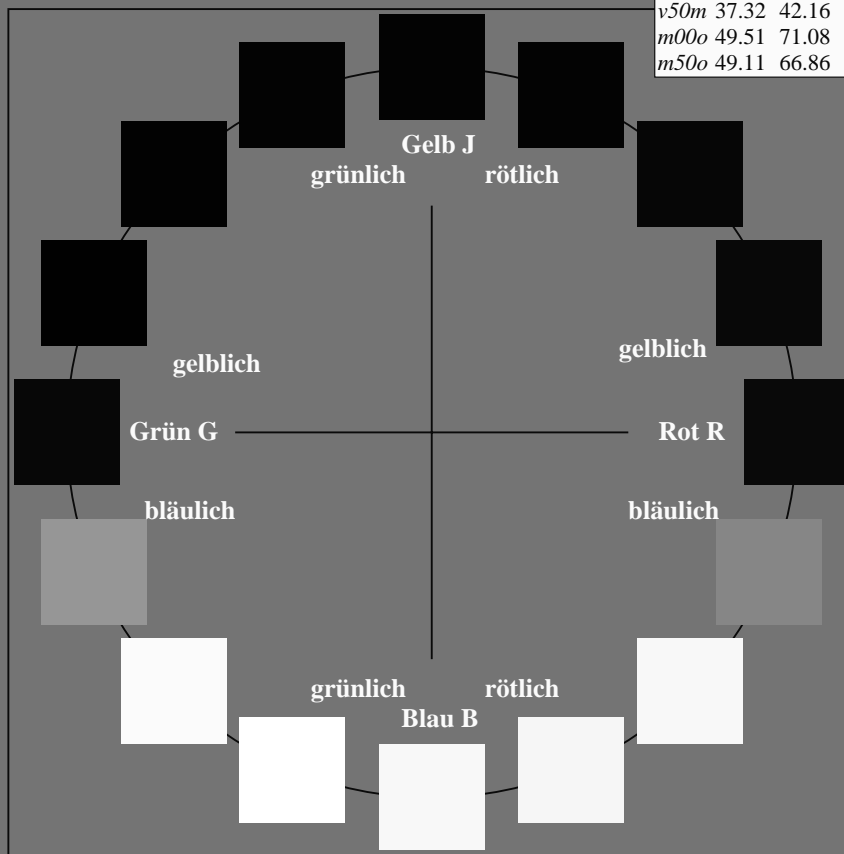 v50m 37.32 42.16
m00o 49.51 71.08
m50o 49.11 66.86
Gelb J
grünlich rötlich
gelblich gelblich
Grün G Rot R
bläulich bläulich
grünlich rötlich
Blau B